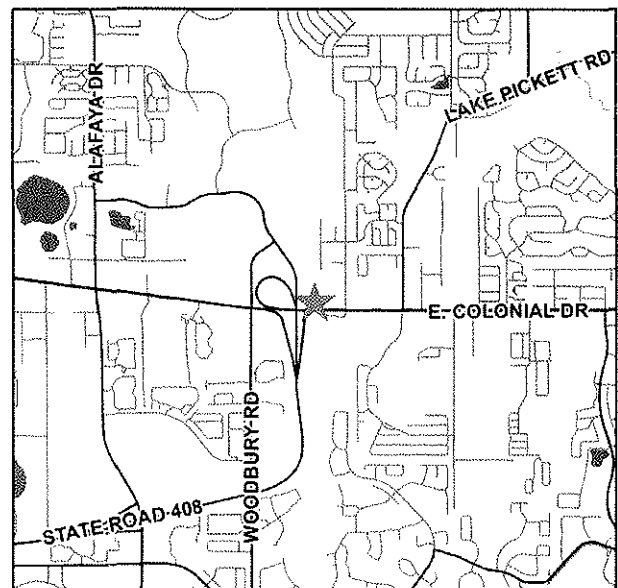 ALAFAYA DR
LAKE PICKETT RD
E. COLONIAL DR
WOODBURY RD
STATE ROAD 408